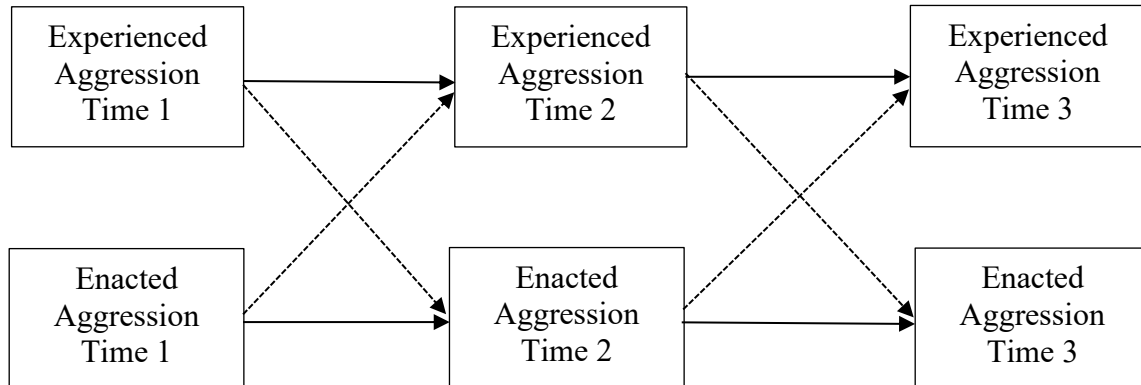 Experienced
Aggression
Time 1
Experienced
Aggression
Time 2
Experienced
Aggression
Time 3
Enacted
Aggression
Time 1
Enacted
Aggression
Time 2
Enacted
Aggression
Time 3